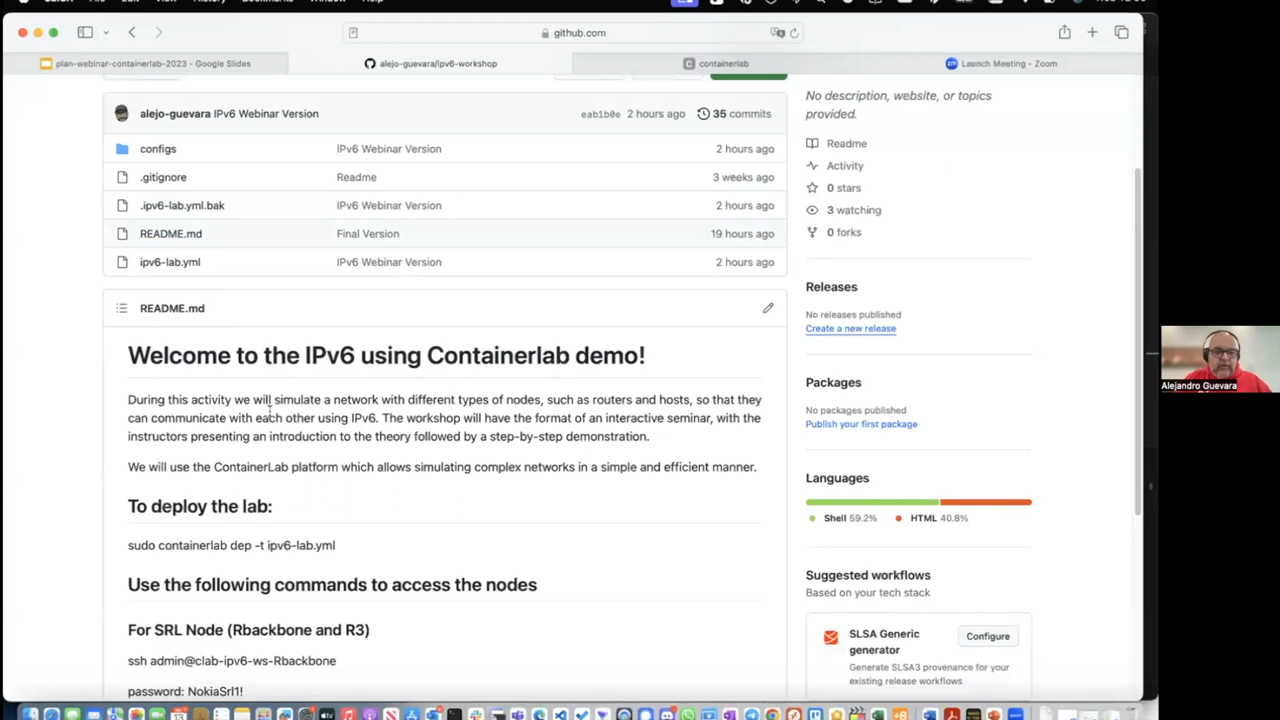 github.com
plan-webinar-containerlab-2023 - Google Slides
alejo-guevara/ipv6-workshop
containerlab
Launch Meeting - Zoom
alejo-guevara IPv6 Webinar Version
eab1b0e 2 hours ago 35 commits
configs IPv6 Webinar Version 2 hours ago
.gitignore Readme 3 weeks ago
.ipv6-lab.yml.bak IPv6 Webinar Version 2 hours ago
README.md Final Version 19 hours ago
ipv6-lab.yml IPv6 Webinar Version 2 hours ago
README.md
Welcome to the IPv6 using Containerlab demo!
During this activity we will simulate a network with different types of nodes, such as routers and hosts, so that they
can communicate with each other using IPv6. The workshop will have the format of an interactive seminar, with the
instructors presenting an introduction to the theory followed by a step-by-step demonstration.
We will use the ContainerLab platform which allows simulating complex networks in a simple and efficient manner.
To deploy the lab:
sudo containerlab dep -t ipv6-lab.yml
Use the following commands to access the nodes
For SRL Node (Rbackbone and R3)
ssh admin@clab-ipv6-ws-Rbackbone
password: NokiaSrl1!
No description, website, or topics
provided.
Readme
Activity
0 stars
3 watching
0 forks
Releases
No releases published
Create a new release
Packages
No packages published
Publish your first package
Languages
Shell 59.2% HTML 40.8%
Suggested workflows
Based on your tech stack
SLSA Generic
generator
Configure
Generate SLSA3 provenance for your
existing release workflows
Alejandro Guevara